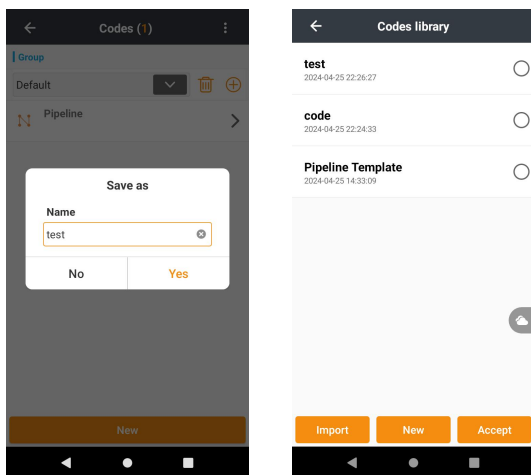 Codes (1)
Group
Default
Pipeline
Save as
Name
test
No
Yes
New
Codes library
test
2024-04-25 22:26:27
code
2024-04-25 22:24:33
Pipeline Template
2024-04-25 14:33:09
Import
New
Accept